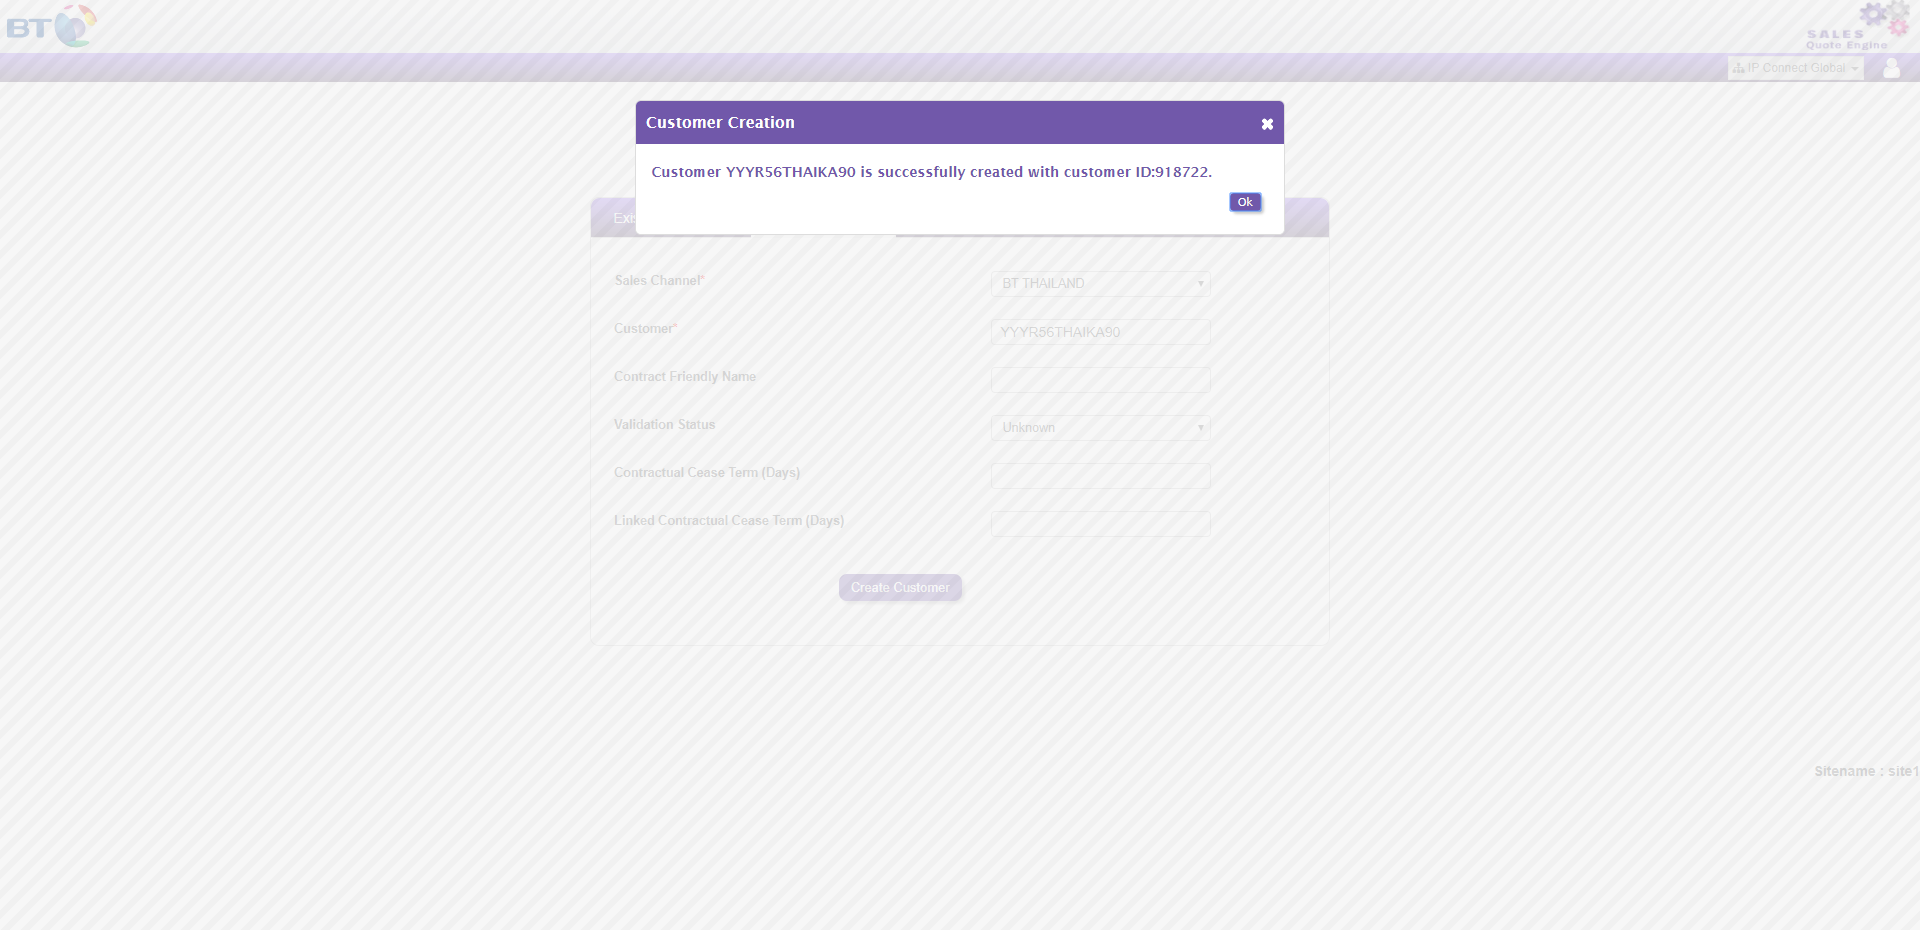 BT
SALES
Quote Engine
IP Connect Global
Customer Creation
Customer YYYR56THAIKA90 is successfully created with customer ID:918722.
Ok
Sales Channel*
BT THAILAND
Customer*
YYYR56THAIKA90
Contract Friendly Name
Validation Status
Unknown
Contractual Cease Term (Days)
Linked Contractual Cease Term (Days)
Create Customer
Sitename : site1